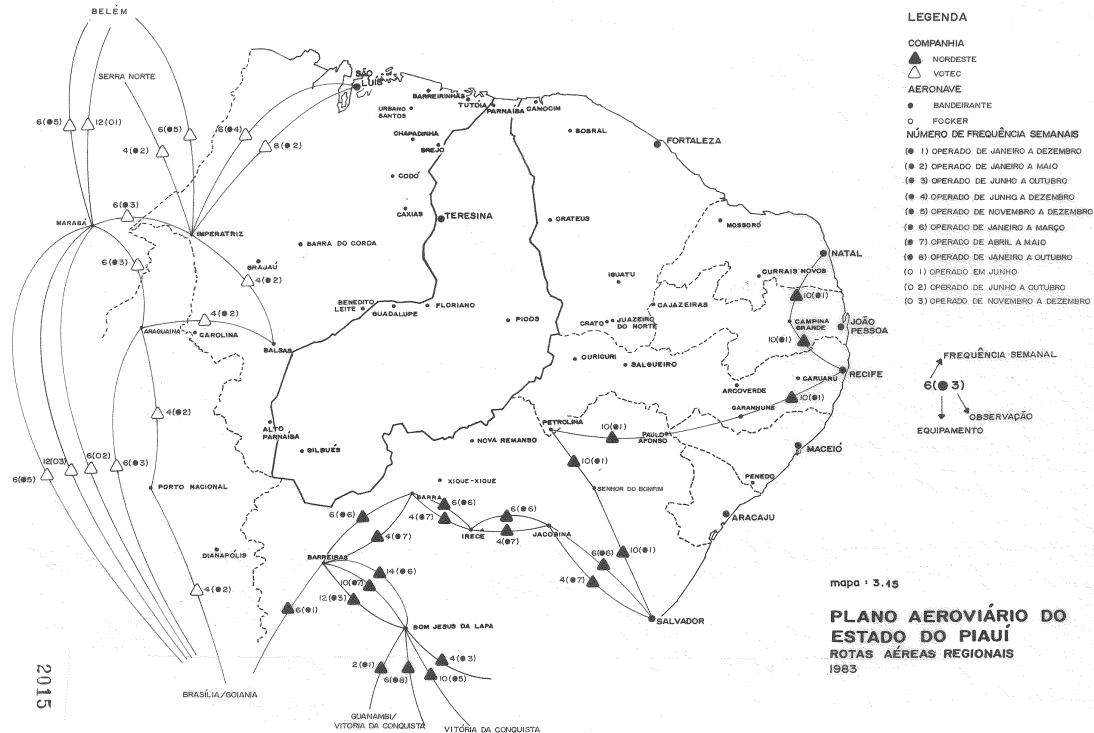 BELÉM
SERRA NORTE
SÃO
LUÍS
BARREIRINHAS
TUTOIA
PARNAÍBA
CAMOCIM
URBANO
SANTOS
6(●5)
12(○1)
6(●5)
6(●4)
4(●2)
8(●2)
CHAPADINHA
BREJO
SOBRAL
FORTALEZA
CODÓ
CAXIAS
TERESINA
CRATEUS
MOSSORÓ
MARABÁ
6(●3)
IMPERATRIZ
BARRA DO CORDA
NATAL
6(●3)
GRAJAÚ
4(●2)
IGUATU
CURRAIS NOVOS
10(●1)
BENEDITO
LEITE
GUADALUPE
FLORIANO
CAJAZEIRAS
4(●2)
ARAGUAINA
CAROLINA
PICOS
CRATO
JUAZEIRO
DO NORTE
CAMPINA
GRANDE
JOÃO
PESSOA
10(●1)
BALSAS
OURICURI
SALGUEIRO
RECIFE
CARUARÚ
ARCOVERDE
10(●1)
GARANHUNS
4(●2)
ALTO
PARNAÍBA
PETROLINA
10(●1)
PAULO
AFONSO
GILBUÉS
NOVA REMANSO
MACEIÓ
6(●5)
12(○3)
6(○2)
6(●3)
10(●1)
PENEDO
PORTO NACIONAL
XIQUE-XIQUE
SENHOR DO BONFIM
BARRA
6(●6)
6(●6)
4(●7)
6(●6)
ARACAJU
4(●7)
IRECE
4(●7)
JACOBINA
DIANÁPOLIS
BARREIRAS
14(●6)
6(●6)
10(●1)
10(●7)
4(●7)
4(●2)
12(●3)
6(●1)
BOM JESUS DA LAPA
SALVADOR
2(●1)
6(●8)
4(●3)
10(●5)
BRASÍLIA/GOIANIA
GUANAMBI/
VITORIA DA CONQUISTA
VITÓRIA DA CONQUISTA
2015
LEGENDA
COMPANHIA
NORDESTE
VOTEC
AERONAVE
BANDEIRANTE
FOCKER
NÚMERO DE FREQUÊNCIA SEMANAIS
(● 1) OPERADO DE JANEIRO A DEZEMBRO
(● 2) OPERADO DE JANEIRO A MAIO
(● 3) OPERADO DE JUNHO A OUTUBRO
(● 4) OPERADO DE JUNHO A DEZEMBRO
(● 5) OPERADO DE NOVEMBRO A DEZEMBRO
(● 6) OPERADO DE JANEIRO A MARÇO
(● 7) OPERADO DE ABRIL A MAIO
(● 8) OPERADO DE JANEIRO A OUTUBRO
(○ 1) OPERADO EM JUNHO
(○ 2) OPERADO DE JUNHO A OUTUBRO
(○ 3) OPERADO DE NOVEMBRO A DEZEMBRO
FREQUÊNCIA SEMANAL
6(● 3)
OBSERVAÇÃO
EQUIPAMENTO
mapa : 3.15
PLANO AEROVIÁRIO DO
ESTADO DO PIAUÍ
ROTAS AÉREAS REGIONAIS
1983